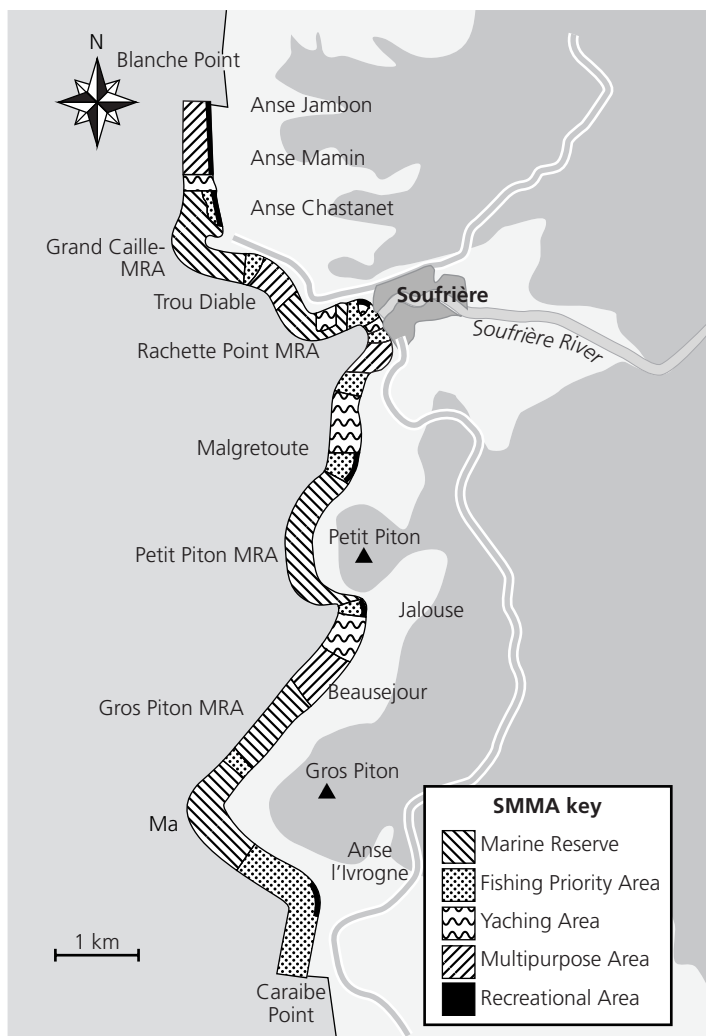 N
Blanche Point
Anse Jambon
Anse Mamin
Anse Chastanet
Grand Caille-
MRA
Trou Diable
Soufrière
Rachette Point MRA
Soufrière River
Malgretoute
Petit Piton
Petit Piton MRA
Jalouse
Beausejour
Gros Piton MRA
Gros Piton
Ma
Anse
l'Ivrogne
1 km
Caraibe
Point
SMMA key
Marine Reserve
Fishing Priority Area
Yaching Area
Multipurpose Area
Recreational Area